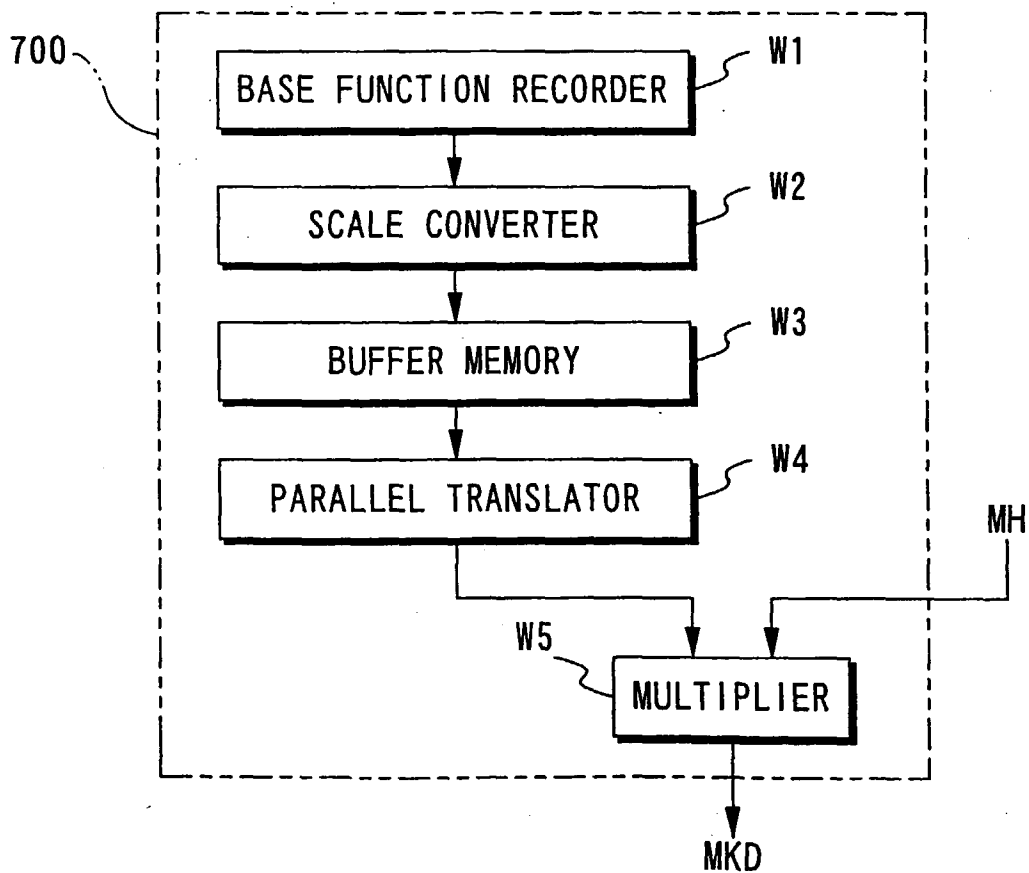 700
BASE FUNCTION RECORDER
W1
SCALE CONVERTER
W2
BUFFER MEMORY
W3
PARALLEL TRANSLATOR
W4
MH
W5
MULTIPLIER
MKD